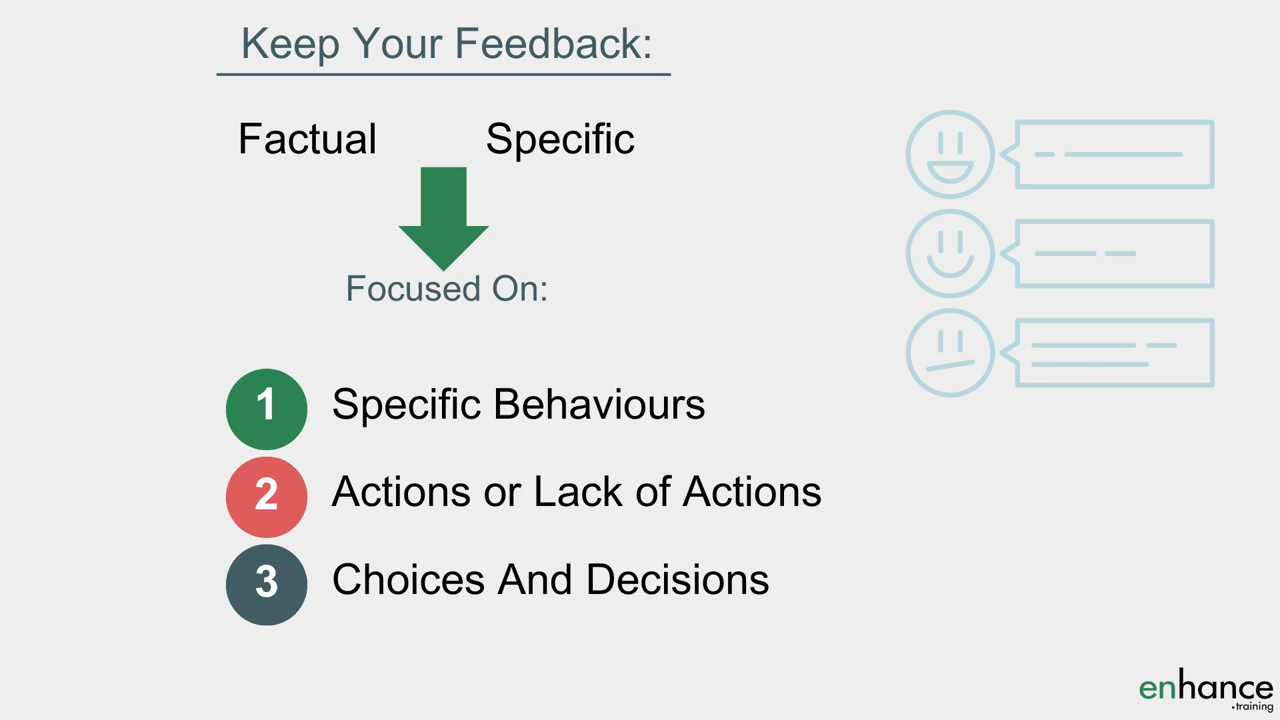 Keep Your Feedback:
Factual Specific
Focused On:
1 Specific Behaviours
2 Actions or Lack of Actions
3 Choices And Decisions
enhance
.training